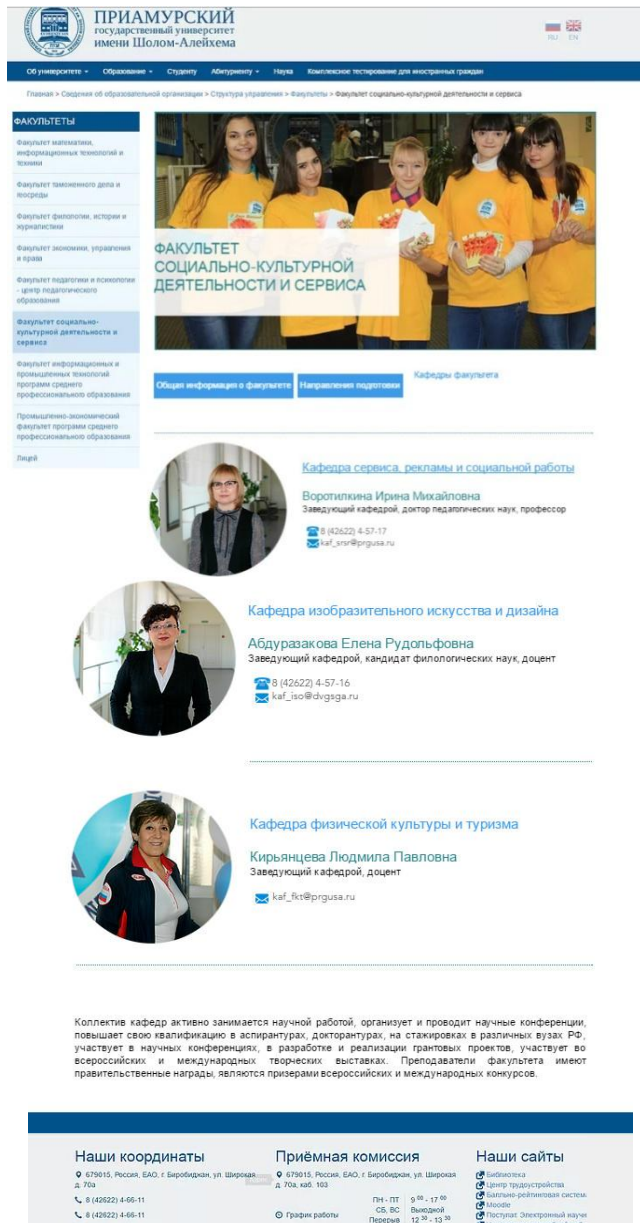 ПРИАМУРСКИЙ
государственный университет
имени Шолом-Алейхема
RU EN
Об университете Образование Студенту Абитуриенту Наука Комплексное тестирование для иностранных граждан
Главная > Сведения об образовательной организации > Структура управления > Факультеты > Факультет социально-культурной деятельности и сервиса
ФАКУЛЬТЕТЫ
Факультет математики,
информационных технологий и
техники
Факультет таможенного дела и
геосреды
Факультет филологии, истории и
журналистики
Факультет экономики, управления
и права
Факультет педагогики и психологии
- центр педагогического
образования
Факультет социально-
культурной деятельности и
сервиса
Факультет информационных и
промышленных технологий
программ среднего
профессионального образования
Промышленно-экономический
факультет программ среднего
профессионального образования
Лицей
ФАКУЛЬТЕТ
СОЦИАЛЬНО-КУЛЬТУРНОЙ
ДЕЯТЕЛЬНОСТИ И СЕРВИСА
Общая информация о факультете Направления подготовки Кафедры факультета
Кафедра сервиса, рекламы и социальной работы
Воротилкина Ирина Михайловна
Заведующий кафедрой, доктор педагогических наук, профессор
8 (42622) 4-57-17
kaf_srsr@prgusa.ru
Кафедра изобразительного искусства и дизайна
Абдуразакова Елена Рудольфовна
Заведующий кафедрой, кандидат филологических наук, доцент
8 (42622) 4-57-16
kaf_iso@dvgsga.ru
Кафедра физической культуры и туризма
Кирьянцева Людмила Павловна
Заведующий кафедрой, доцент
kaf_fkt@prgusa.ru
Коллектив кафедр активно занимается научной работой, организует и проводит научные конференции,
повышает свою квалификацию в аспирантурах, докторантурах, на стажировках в различных вузах РФ,
участвует в научных конференциях, в разработке и реализации грантовых проектов, участвует во
всероссийских и международных творческих выставках. Преподаватели факультета имеют
правительственные награды, являются призерами всероссийских и международных конкурсов.
Наши координаты
679015, Россия, ЕАО, г. Биробиджан, ул. Широкая
д. 70а
8 (42622) 4-66-11
8 (42622) 4-66-11
Приёмная комиссия
679015, Россия, ЕАО, г. Биробиджан, ул. Широкая
д. 70а, каб. 103
График работы
ПН - ПТ 9 00 - 17 00
СБ, ВС Выходной
Перерыв 12 30 - 13 30
Наши сайты
Библиотека
Центр трудоустройства
Балльно-рейтинговая система
Moodle
Поступат. Электронный научн